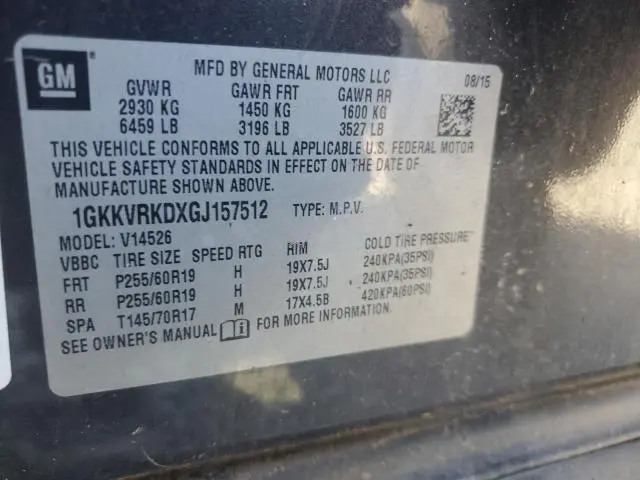 GM
MFD BY GENERAL MOTORS LLC 08/15
GVWR GAWR FRT GAWR RR
2930 KG 1450 KG 1600 KG
6459 LB 3196 LB 3527 LB
THIS VEHICLE CONFORMS TO ALL APPLICABLE U.S. FEDERAL MOTOR
VEHICLE SAFETY STANDARDS IN EFFECT ON THE DATE OF
MANUFACTURE SHOWN ABOVE.
1GKKVRKDXGJ157512 TYPE: M.P.V.
MODEL: V14526
VBBC TIRE SIZE SPEED RTG RIM COLD TIRE PRESSURE
FRT P255/60R19 H 19X7.5J 240KPA(35PSI)
RR P255/60R19 H 19X7.5J 240KPA(35PSI)
SPA T145/70R17 M 17X4.5B 420KPA(60PSI)
SEE OWNER'S MANUAL FOR MORE INFORMATION.